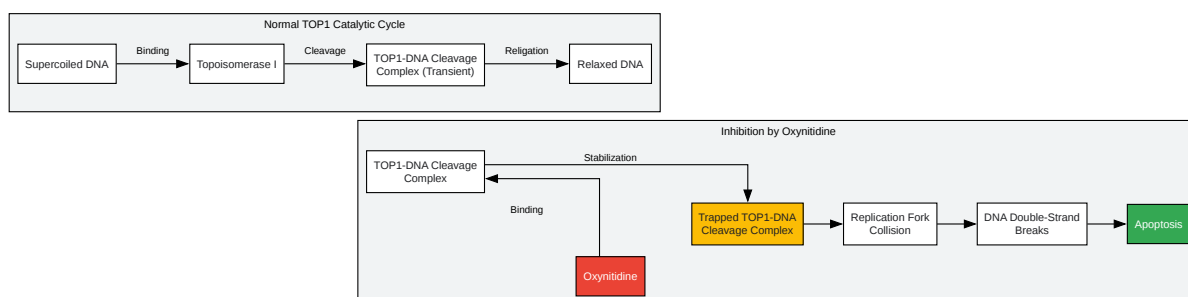 Normal TOP1 Catalytic Cycle
Supercoiled DNA
Binding
Topoisomerase I
Cleavage
TOP1-DNA Cleavage
Complex (Transient)
Religation
Relaxed DNA
Inhibition by Oxynitidine
TOP1-DNA Cleavage
Complex
Stabilization
Binding
Oxynitidine
Trapped TOP1-DNA
Cleavage Complex
Replication Fork
Collision
DNA Double-Strand
Breaks
Apoptosis